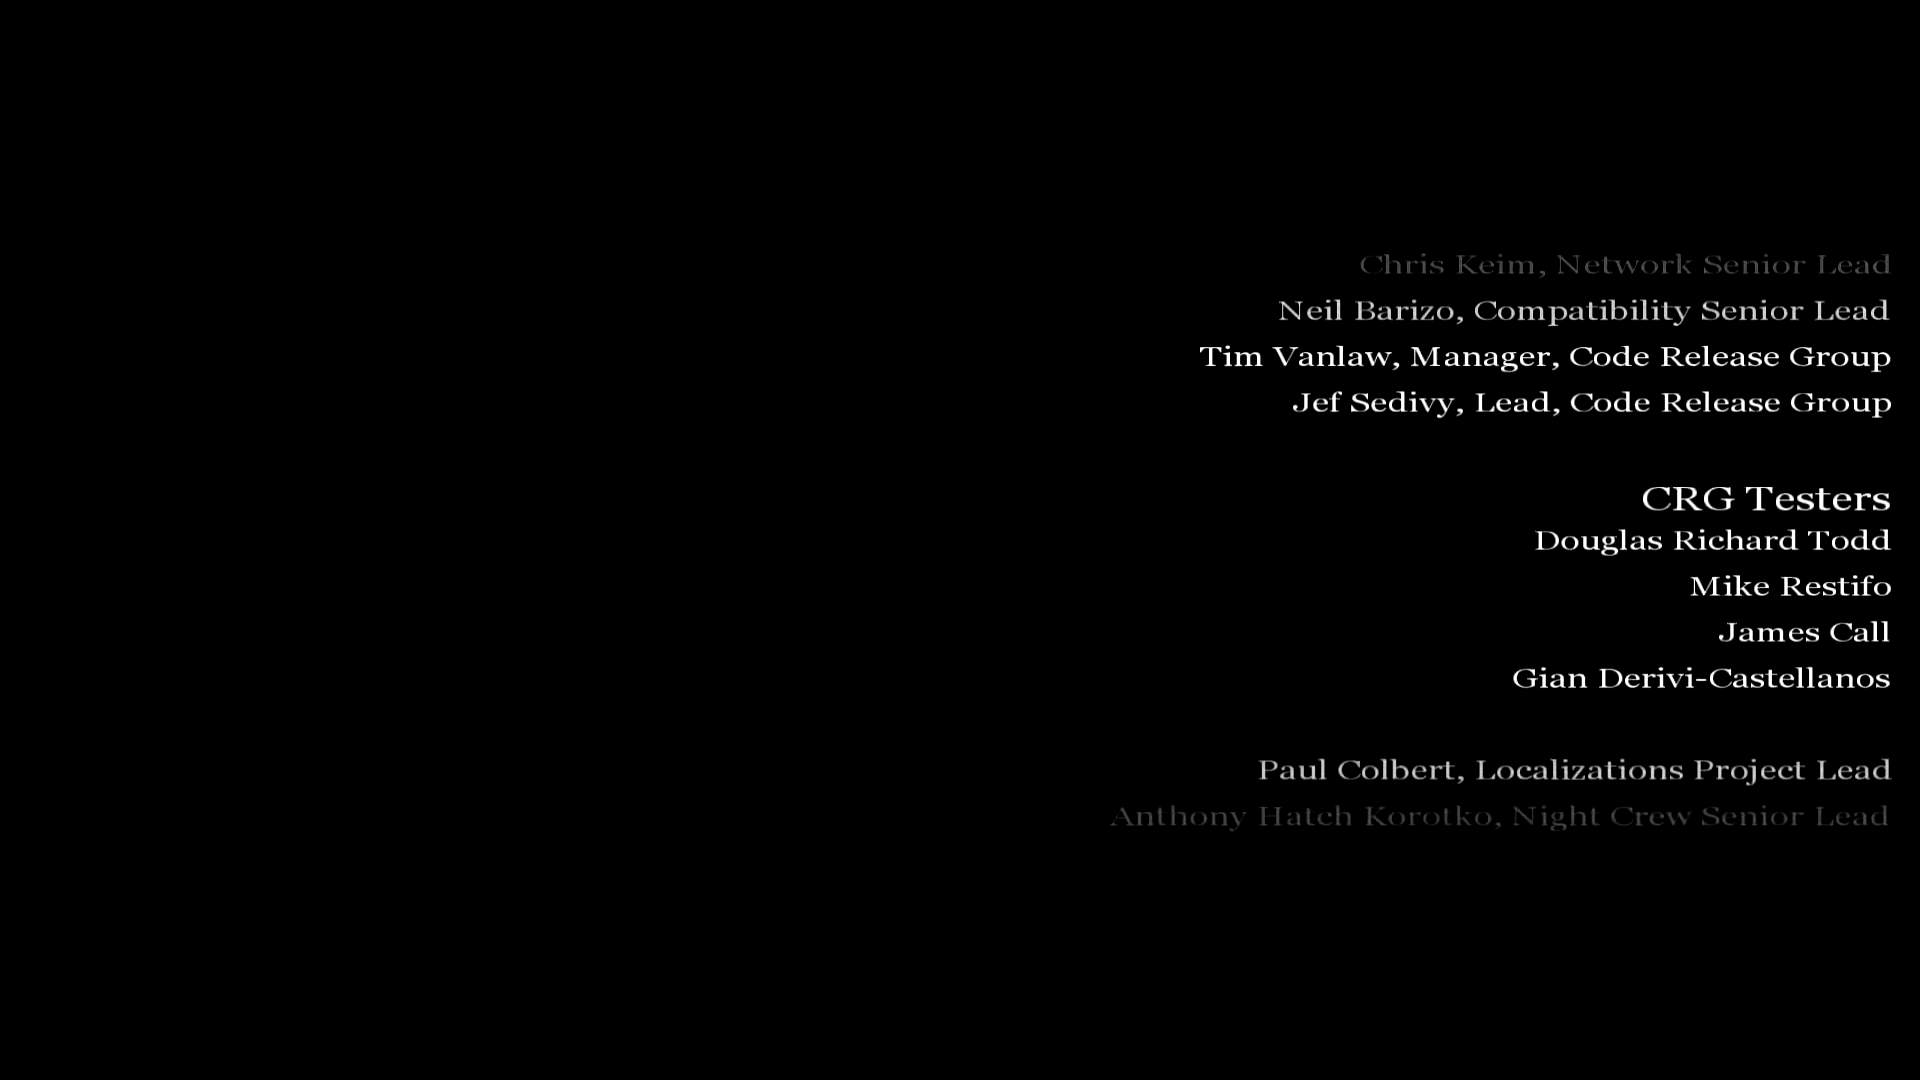 Chris Keim, Network Senior Lead
Neil Barizo, Compatibility Senior Lead
Tim Vanlaw, Manager, Code Release Group
Jef Sedivy, Lead, Code Release Group
CRG Testers
Douglas Richard Todd
Mike Restifo
James Call
Gian Derivi-Castellanos
Paul Colbert, Localizations Project Lead
Anthony Hatch Korotko, Night Crew Senior Lead